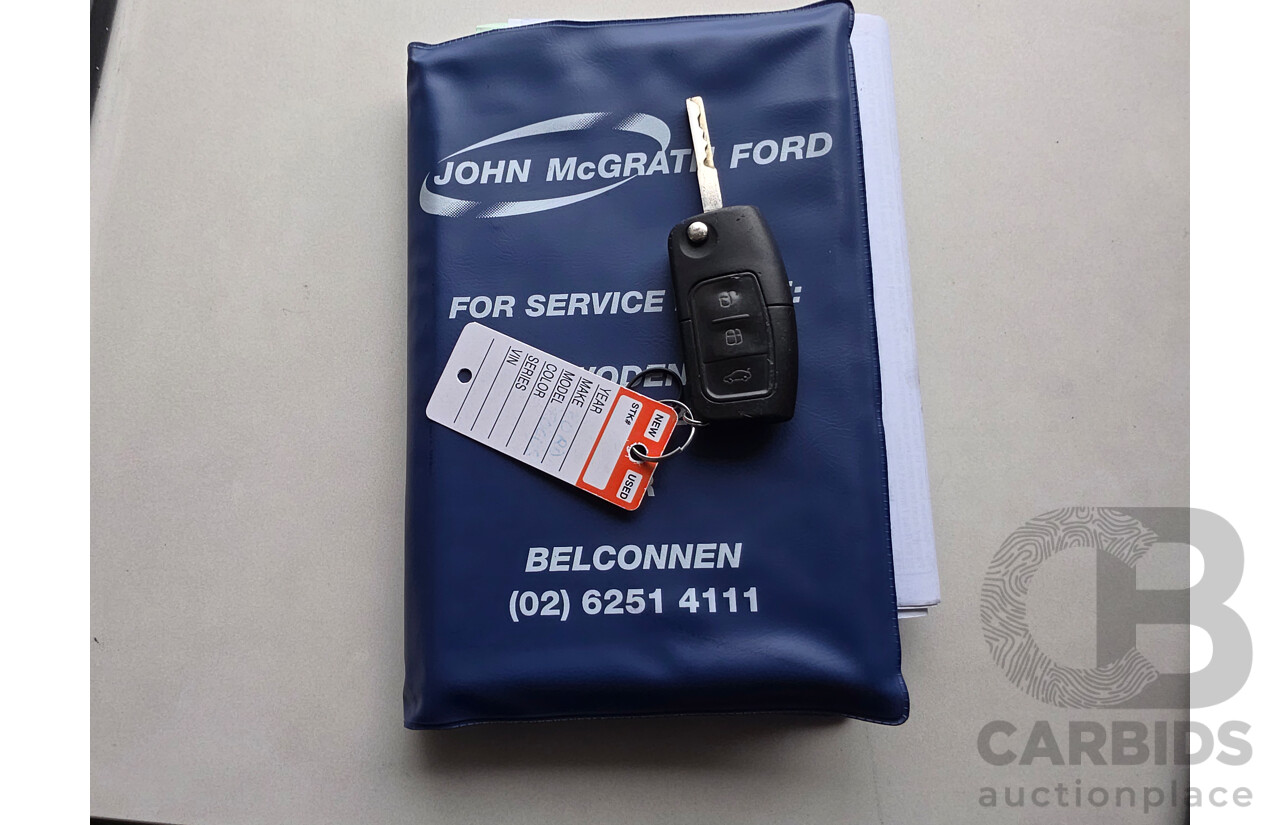 JOHN McGRATH FORD
FOR SERVICE
BELCONNEN
(02) 6251 4111
NEW
USED
STK#
YEAR
MAKE
MODEL
COLOR
SERIES
VIN
CB
CARBIDS
auctionplace